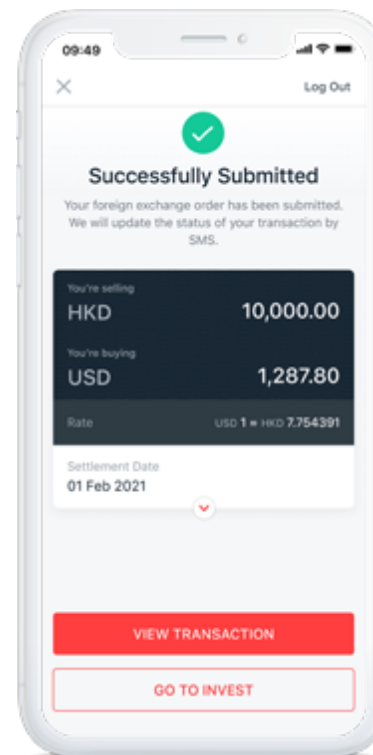 09:49
Log Out
Successfully Submitted
Your foreign exchange order has been submitted.
We will update the status of your transaction by
SMS.
You're selling
HKD 10,000.00
You're buying
USD 1,287.80
Rate USD 1 = HKD 7.754391
Settlement Date
01 Feb 2021
VIEW TRANSACTION
GO TO INVEST